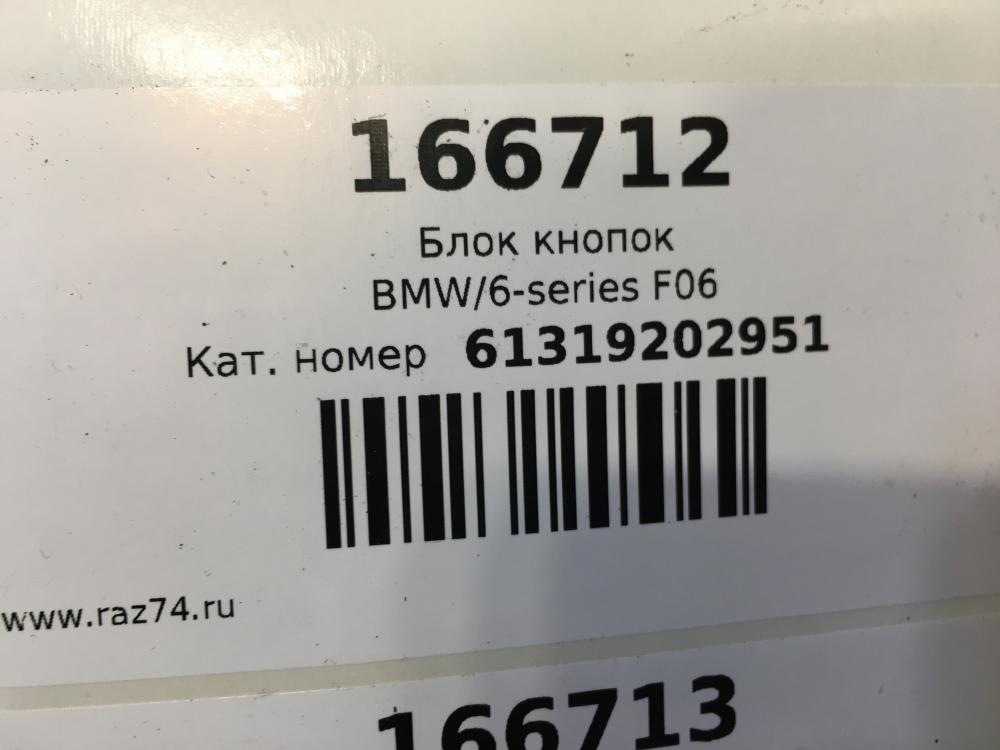 166712
Блок кнопок
BMW/6-series F06
Кат. номер 61319202951
www.raz74.ru
166713